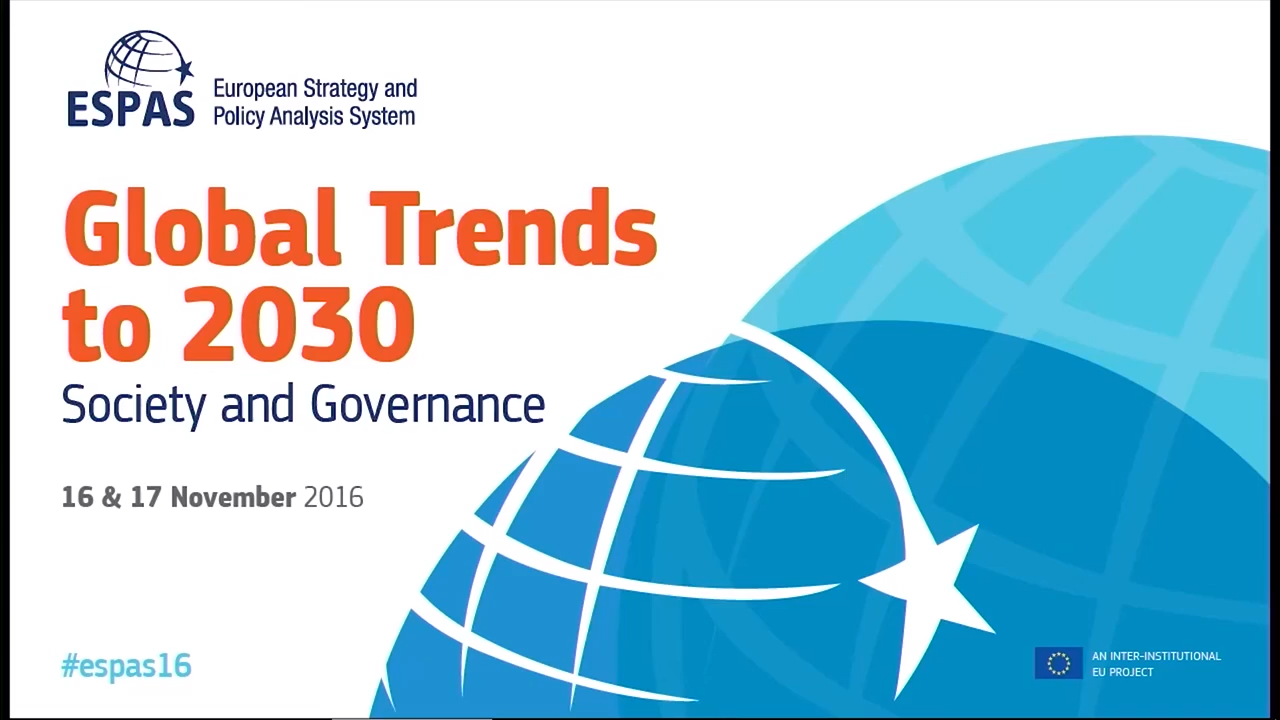 ESPAS
European Strategy and
Policy Analysis System
Global Trends
to 2030
Society and Governance
16 & 17 November 2016
#espas16
AN INTER-INSTITUTIONAL
EU PROJECT